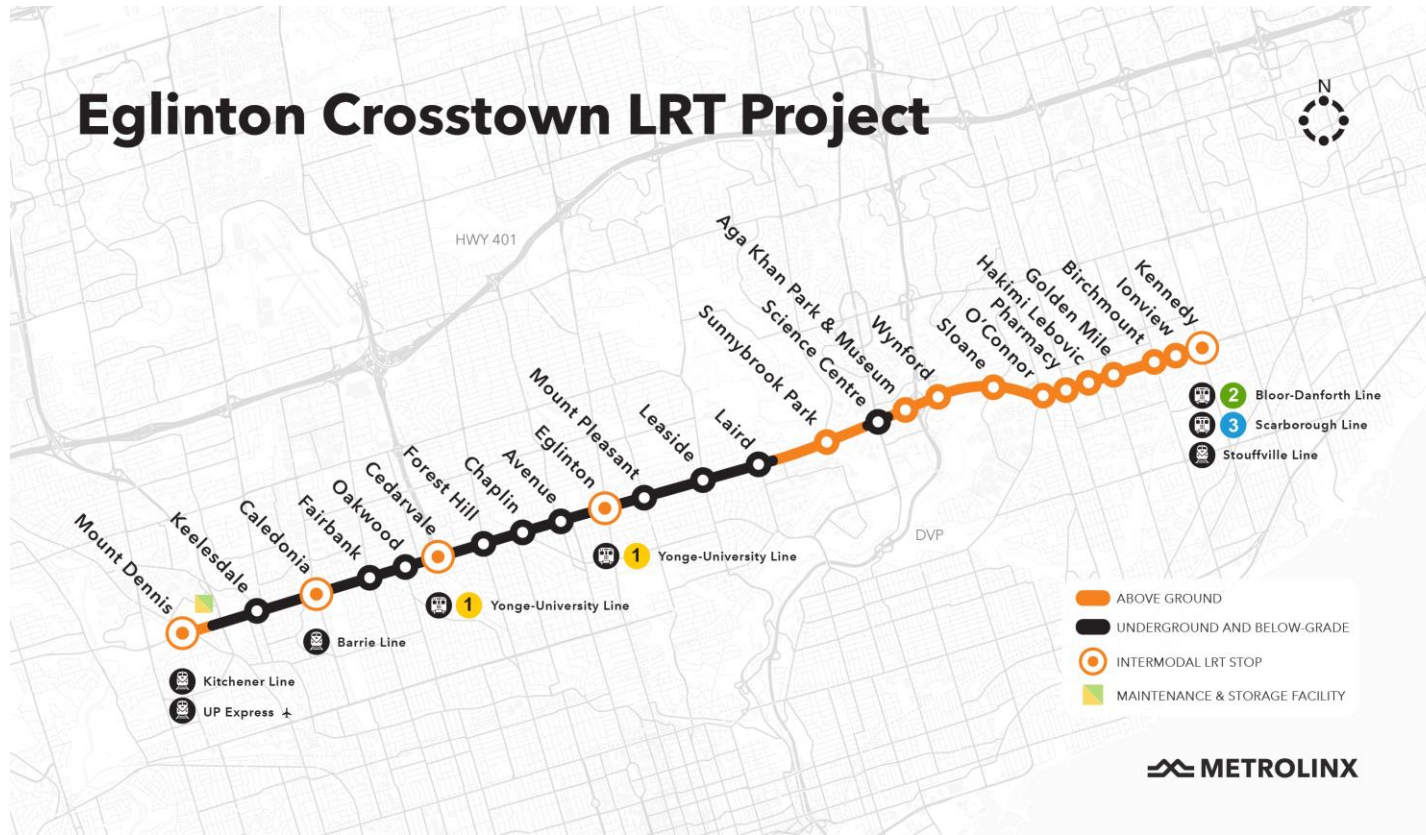 Eglinton Crosstown LRT Project
N
HWY 401
Mount Dennis
Keelesdale
Caledonia
Fairbank
Oakwood
Cedarvale
Forest Hill
Chaplin
Avenue
Eglinton
Mount Pleasant
Leaside
Laird
Sunnybrook Park
Science Centre
Aga Khan Park & Museum
Wynford
Sloane
O'Connor
Pharmacy
Hakimi Lebovic
Golden Mile
Birchmount
Ionview
Kennedy
2 Bloor-Danforth Line
3 Scarborough Line
Stouffville Line
DVP
1 Yonge-University Line
1 Yonge-University Line
Barrie Line
Kitchener Line
UP Express
ABOVE GROUND
UNDERGROUND AND BELOW-GRADE
INTERMODAL LRT STOP
MAINTENANCE & STORAGE FACILITY
METROLINX